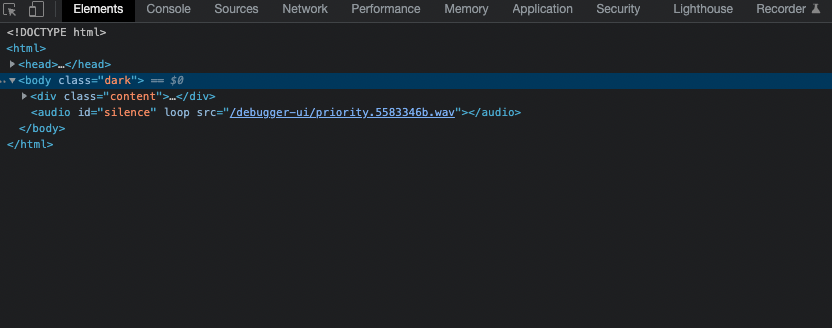 Elements Console Sources Network Performance Memory Application Security Lighthouse Recorder
<!DOCTYPE html>
<html>
<head>…</head>
<body class="dark"> == $0
<div class="content">…</div>
<audio id="silence" loop src="/debugger-ui/priority.5583346b.wav"></audio>
</body>
</html>